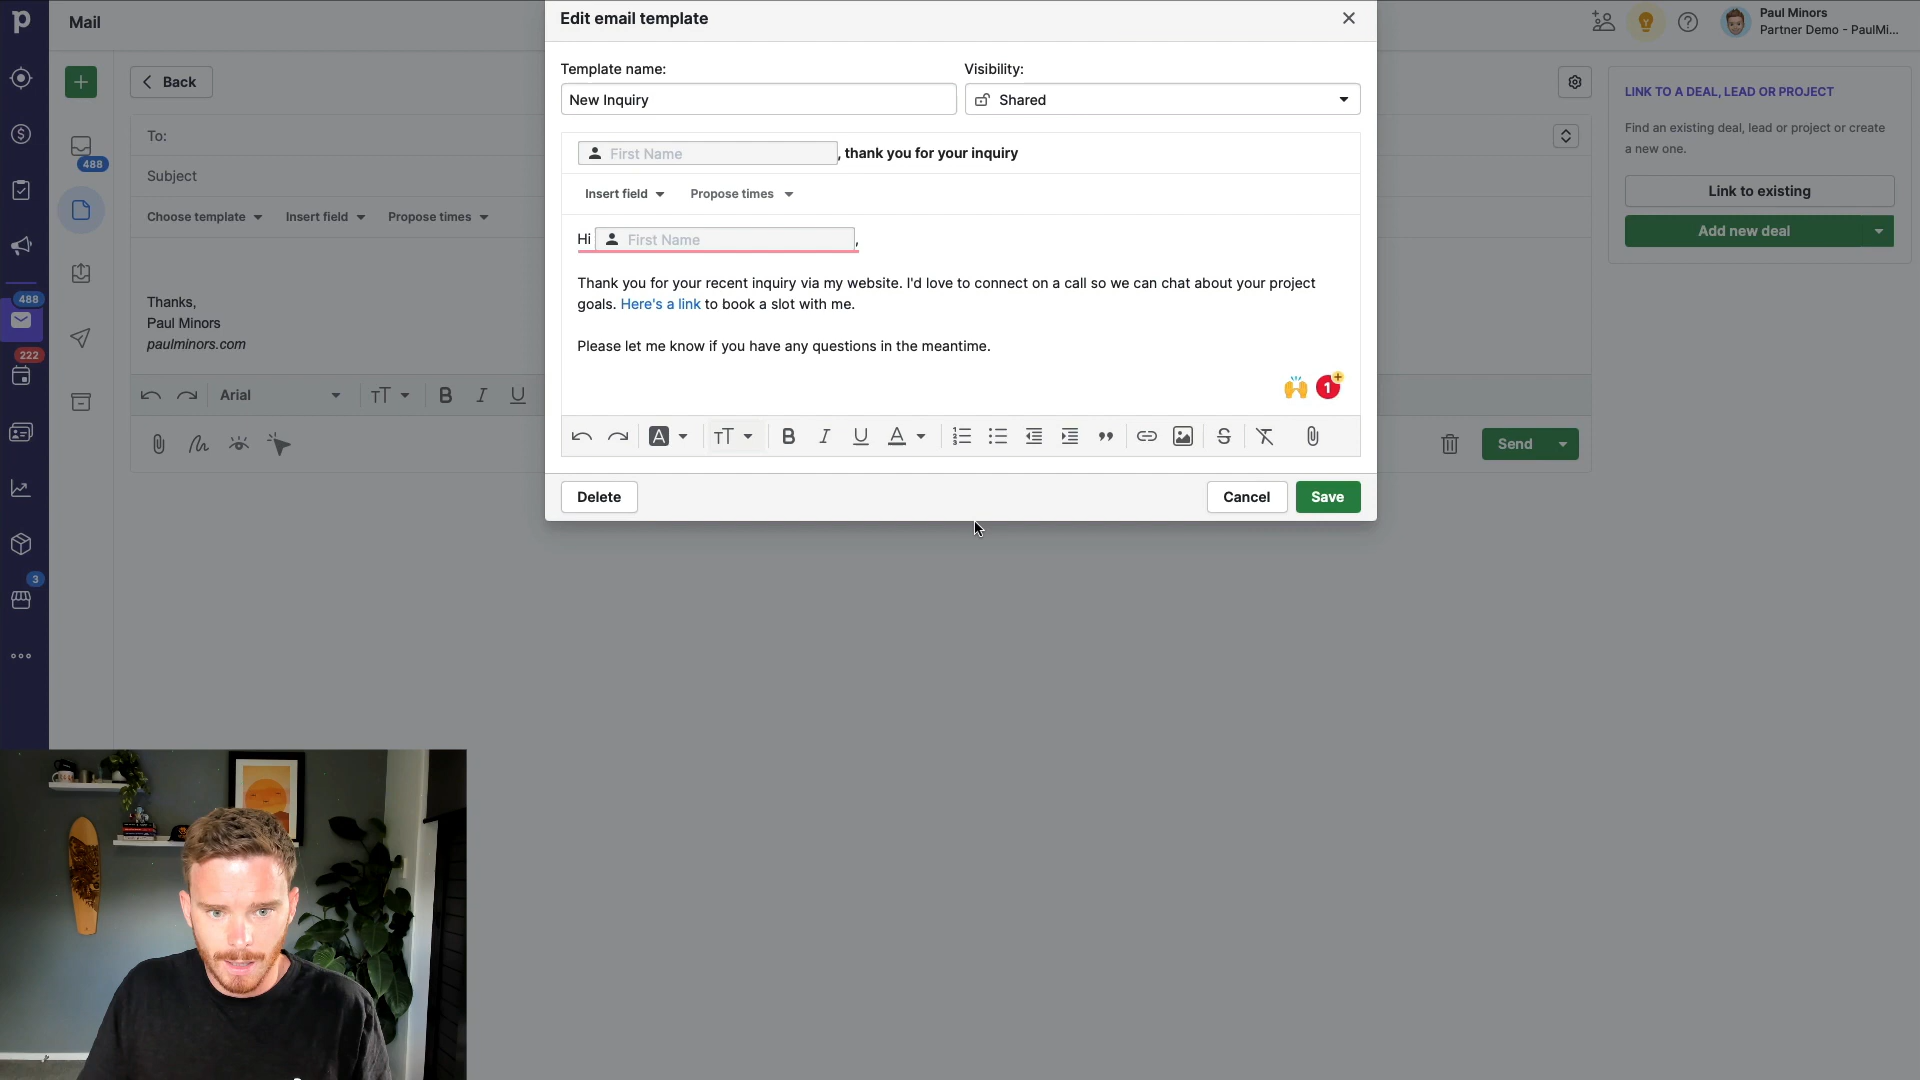 Mail
Edit email template
Paul Minors
Partner Demo - PaulMi...
Template name:
Visibility:
New Inquiry
Shared
Back
To:
488
Subject
Choose template
Insert field
Propose times
Thanks,
Paul Minors
paulminors.com
Arial
Send
488
222
3
First Name
, thank you for your inquiry
Insert field
Propose times
Hi
First Name
,
Thank you for your recent inquiry via my website. I'd love to connect on a call so we can chat about your project
goals. Here's a link to book a slot with me.
Please let me know if you have any questions in the meantime.
1
Delete
Cancel
Save
LINK TO A DEAL, LEAD OR PROJECT
Find an existing deal, lead or project or create
a new one.
Link to existing
Add new deal